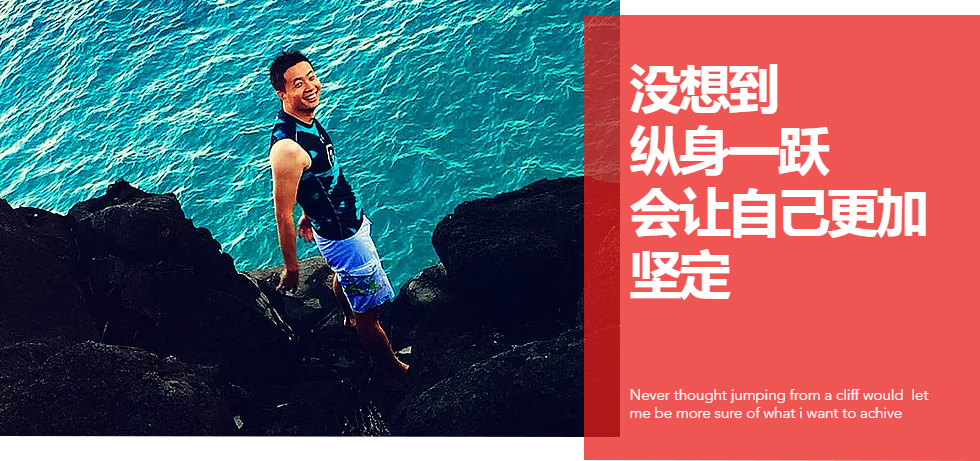 没想到
纵身一跃
会让自己更加
坚定
Never thought jumping from a cliff would let
me be more sure of what i want to achive